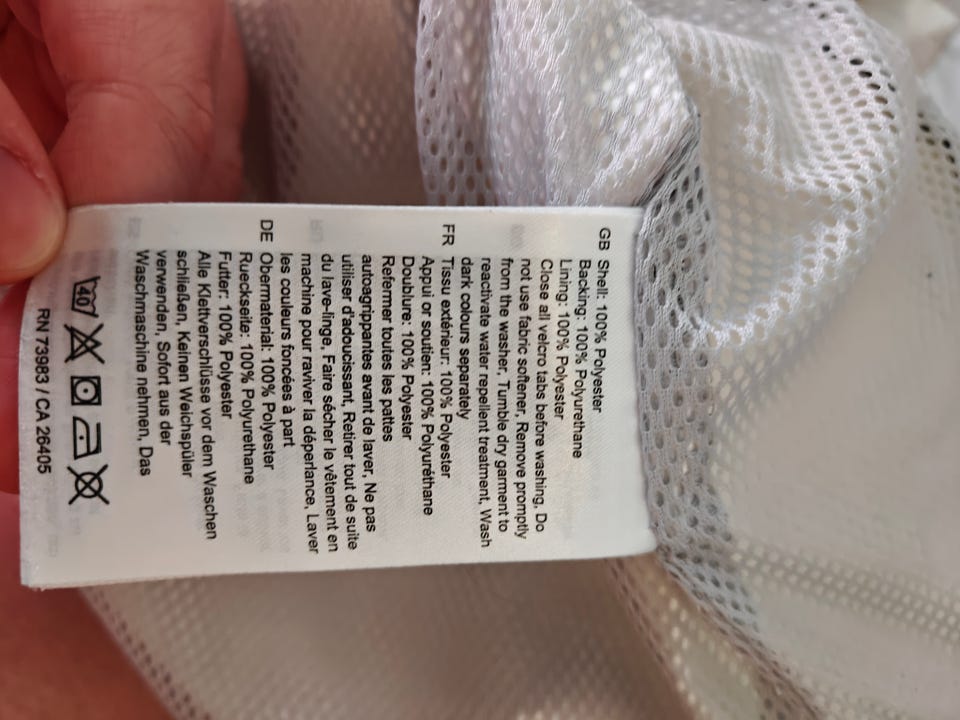 GB Shell: 100% Polyester
Backing: 100% Polyurethane
Lining: 100% Polyester
Close all velcro tabs before washing, Do
not use fabric softener, Remove promptly
from the washer, Tumble dry garment to
reactivate water repellent treatment, Wash
dark colours separately
FR Tissu extérieur: 100% Polyester
Appui or soutien: 100% Polyuréthane
Doublure: 100% Polyester
Refermer toutes les pattes
autoagrippantes avant de laver, Ne pas
utiliser d'adoucissant, Retirer tout de suite
du lave-linge, Faire sécher le vêtement en
machine pour raviver la déperlance, Laver
les couleurs foncées à part
DE Obermaterial: 100% Polyester
Rueckseite: 100% Polyurethane
Futter: 100% Polyester
Alle Klettverschlüsse vor dem Waschen
schließen, Keinen Weichspüler
verwenden, Sofort aus der
Waschmaschine nehmen, Das
40
RN 73983 / CA 26405